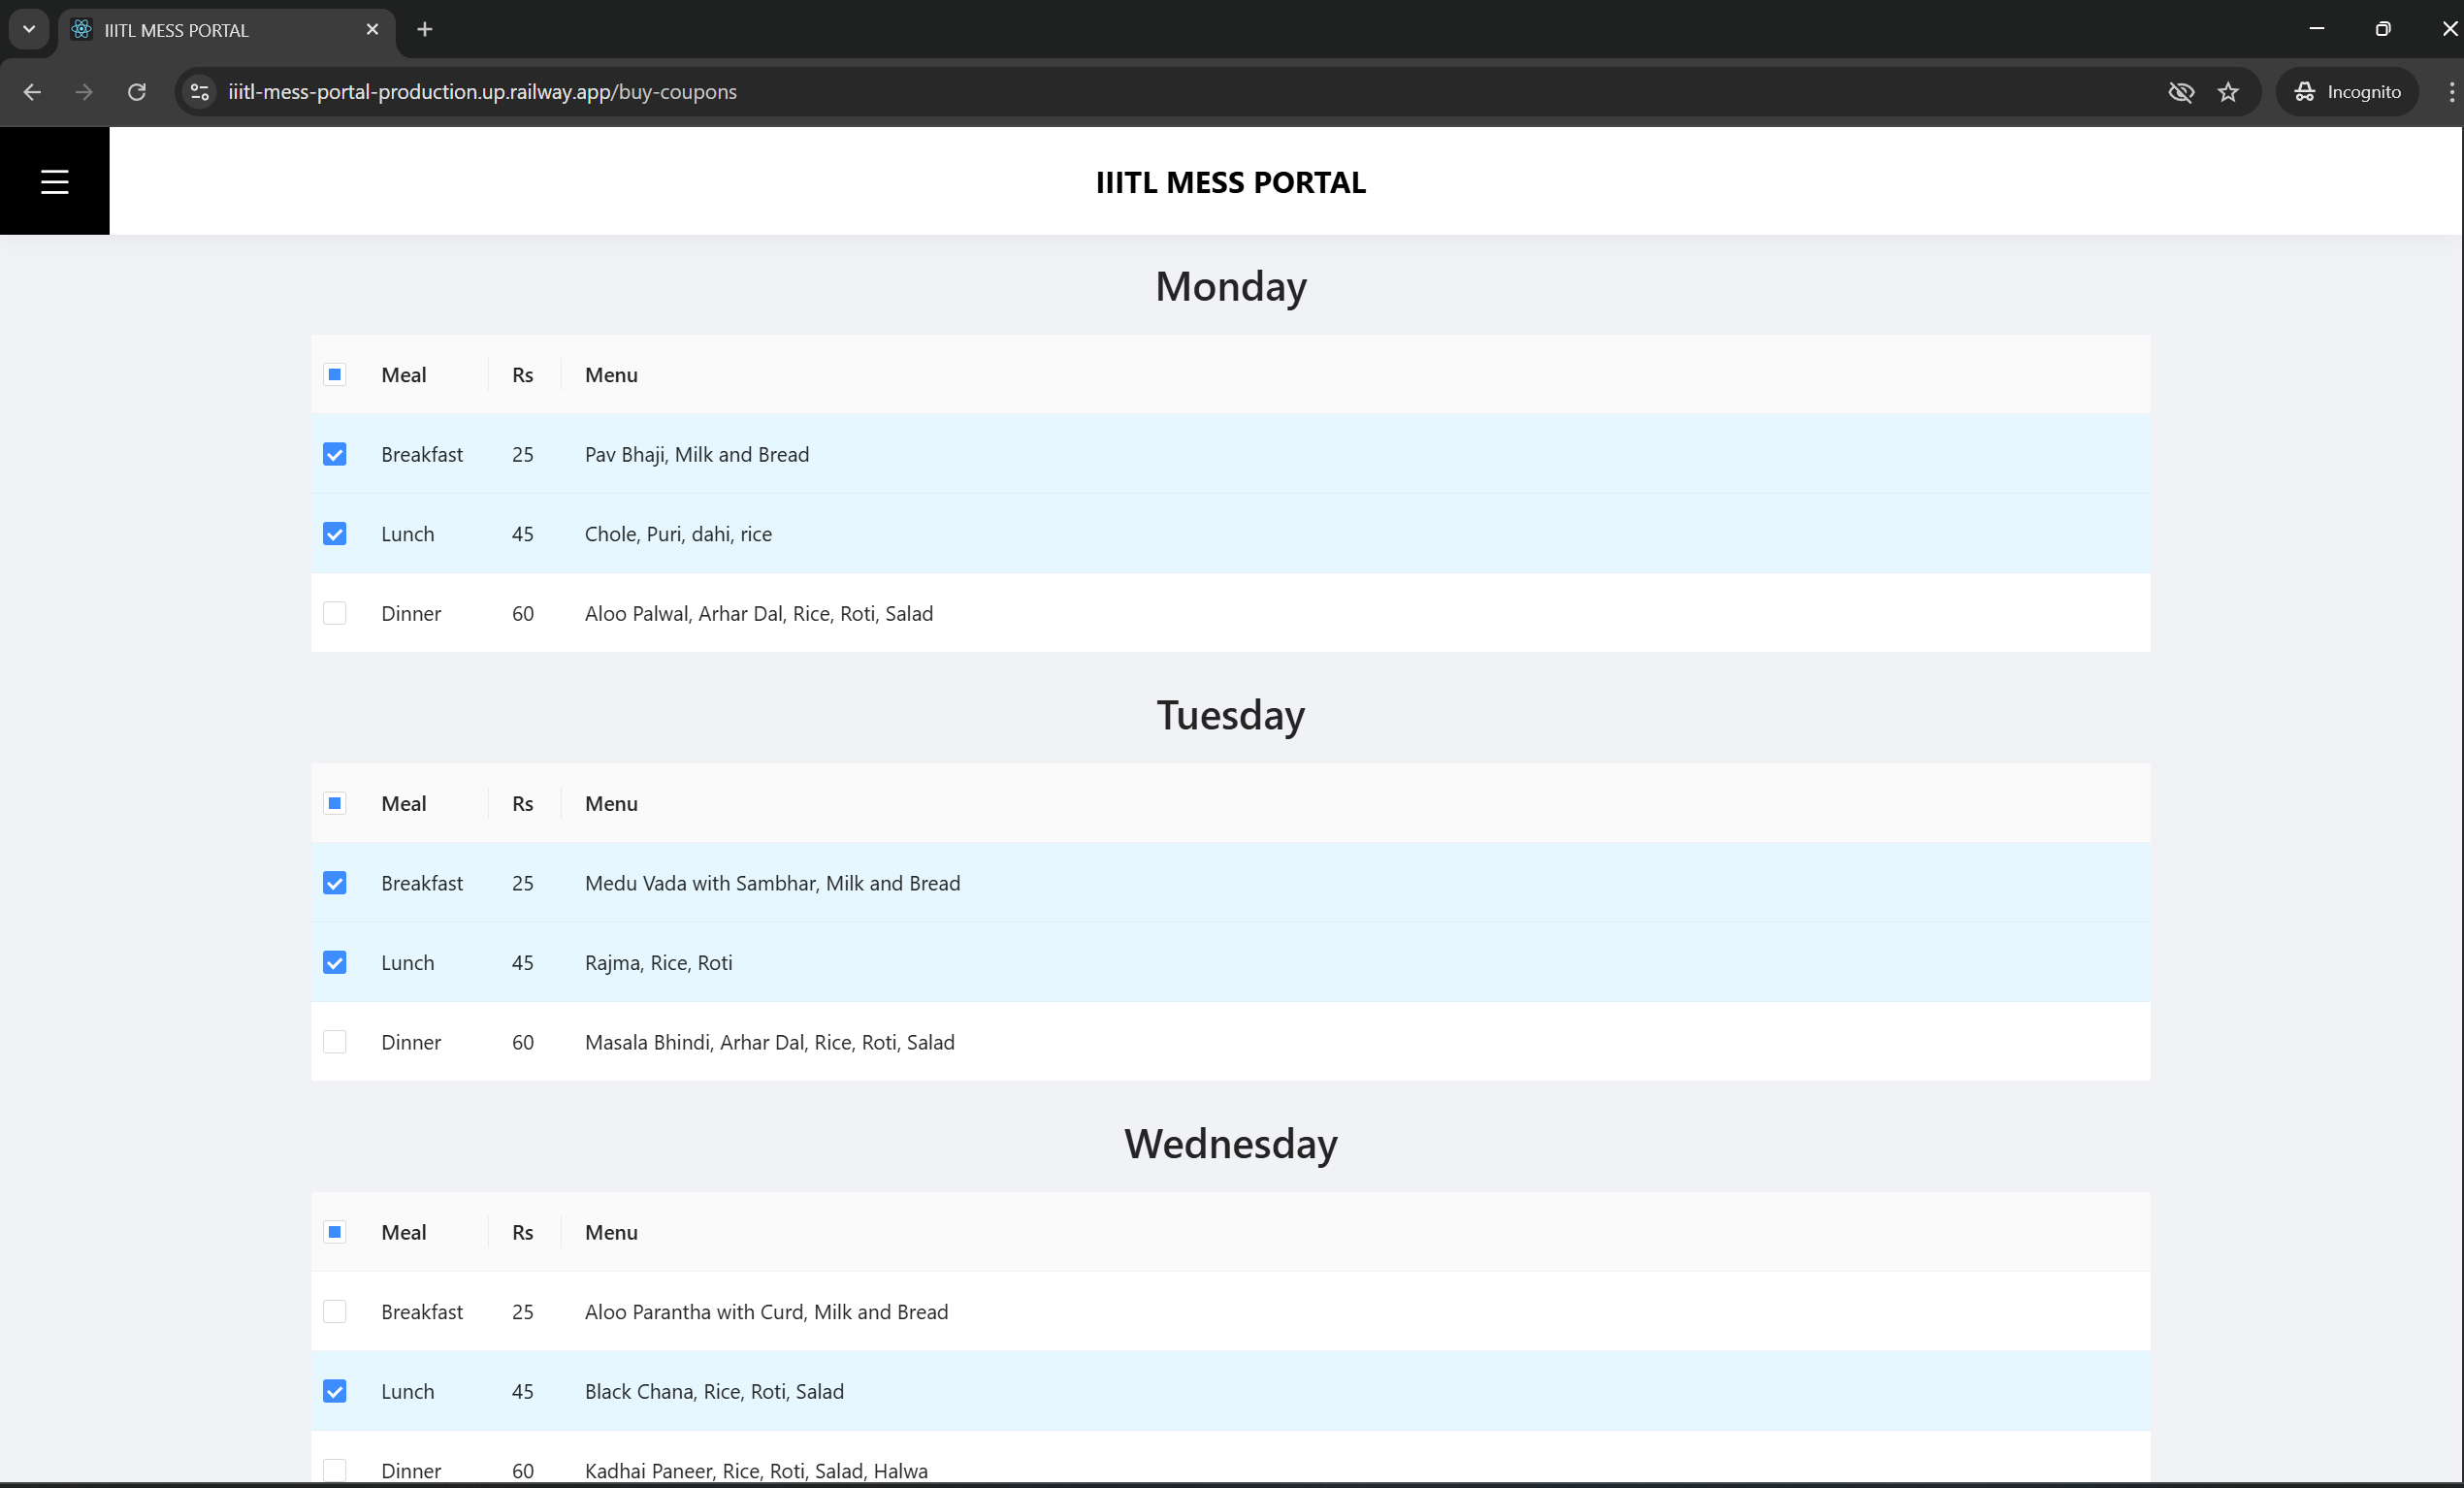 IIITL MESS PORTAL
iiitl-mess-portal-production.up.railway.app/buy-coupons
Incognito
IIITL MESS PORTAL
Monday
Meal Rs Menu
Breakfast 25 Pav Bhaji, Milk and Bread
Lunch 45 Chole, Puri, dahi, rice
Dinner 60 Aloo Palwal, Arhar Dal, Rice, Roti, Salad
Tuesday
Meal Rs Menu
Breakfast 25 Medu Vada with Sambhar, Milk and Bread
Lunch 45 Rajma, Rice, Roti
Dinner 60 Masala Bhindi, Arhar Dal, Rice, Roti, Salad
Wednesday
Meal Rs Menu
Breakfast 25 Aloo Parantha with Curd, Milk and Bread
Lunch 45 Black Chana, Rice, Roti, Salad
Dinner 60 Kadhai Paneer, Rice, Roti, Salad, Halwa